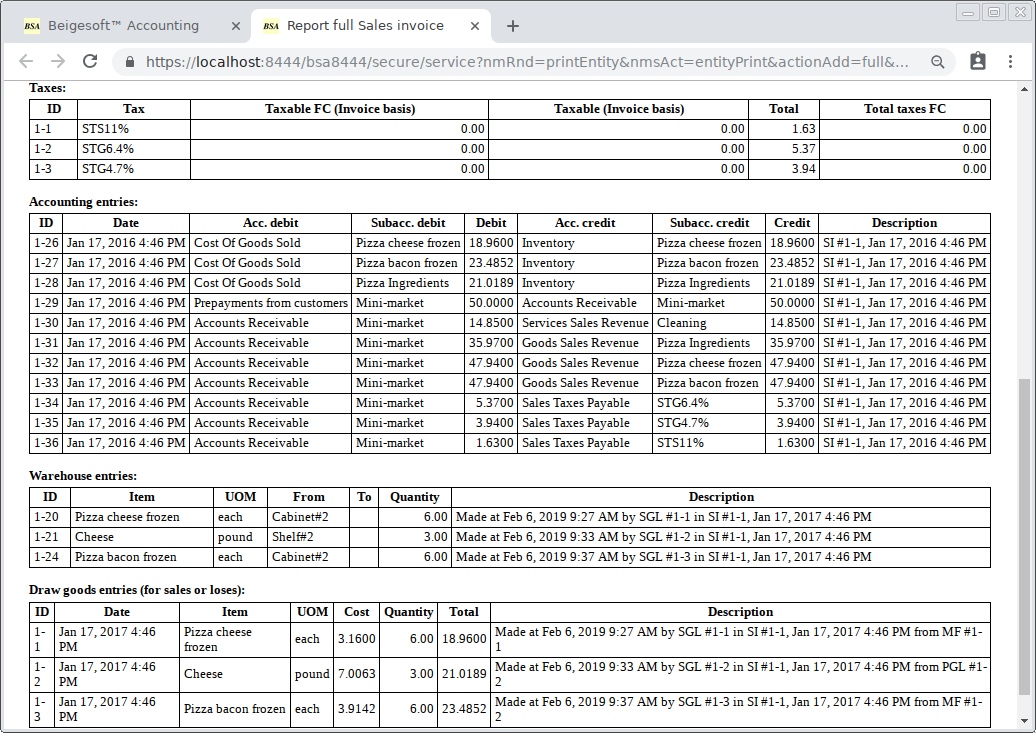 BSA Beigesoft™ Accounting × BSA Report full Sales invoice × +
https://localhost:8444/bsa8444/secure/service?nmRnd=printEntity&nmsAct=entityPrint&actionAdd=full&...
Taxes:
ID Tax Taxable FC (Invoice basis) Taxable (Invoice basis) Total Total taxes FC
1-1 STS11% 0.00 0.00 1.63 0.00
1-2 STG6.4% 0.00 0.00 5.37 0.00
1-3 STG4.7% 0.00 0.00 3.94 0.00
Accounting entries:
ID Date Acc. debit Subacc. debit Debit Acc. credit Subacc. credit Credit Description
1-26 Jan 17, 2016 4:46 PM Cost Of Goods Sold Pizza cheese frozen 18.9600 Inventory Pizza cheese frozen 18.9600 SI #1-1, Jan 17, 2016 4:46 PM
1-27 Jan 17, 2016 4:46 PM Cost Of Goods Sold Pizza bacon frozen 23.4852 Inventory Pizza bacon frozen 23.4852 SI #1-1, Jan 17, 2016 4:46 PM
1-28 Jan 17, 2016 4:46 PM Cost Of Goods Sold Pizza Ingredients 21.0189 Inventory Pizza Ingredients 21.0189 SI #1-1, Jan 17, 2016 4:46 PM
1-29 Jan 17, 2016 4:46 PM Prepayments from customers Mini-market 50.0000 Accounts Receivable Mini-market 50.0000 SI #1-1, Jan 17, 2016 4:46 PM
1-30 Jan 17, 2016 4:46 PM Accounts Receivable Mini-market 14.8500 Services Sales Revenue Cleaning 14.8500 SI #1-1, Jan 17, 2016 4:46 PM
1-31 Jan 17, 2016 4:46 PM Accounts Receivable Mini-market 35.9700 Goods Sales Revenue Pizza Ingredients 35.9700 SI #1-1, Jan 17, 2016 4:46 PM
1-32 Jan 17, 2016 4:46 PM Accounts Receivable Mini-market 47.9400 Goods Sales Revenue Pizza cheese frozen 47.9400 SI #1-1, Jan 17, 2016 4:46 PM
1-33 Jan 17, 2016 4:46 PM Accounts Receivable Mini-market 47.9400 Goods Sales Revenue Pizza bacon frozen 47.9400 SI #1-1, Jan 17, 2016 4:46 PM
1-34 Jan 17, 2016 4:46 PM Accounts Receivable Mini-market 5.3700 Sales Taxes Payable STG6.4% 5.3700 SI #1-1, Jan 17, 2016 4:46 PM
1-35 Jan 17, 2016 4:46 PM Accounts Receivable Mini-market 3.9400 Sales Taxes Payable STG4.7% 3.9400 SI #1-1, Jan 17, 2016 4:46 PM
1-36 Jan 17, 2016 4:46 PM Accounts Receivable Mini-market 1.6300 Sales Taxes Payable STS11% 1.6300 SI #1-1, Jan 17, 2016 4:46 PM
Warehouse entries:
ID Item UOM From To Quantity Description
1-20 Pizza cheese frozen each Cabinet#2 6.00 Made at Feb 6, 2019 9:27 AM by SGL #1-1 in SI #1-1, Jan 17, 2017 4:46 PM
1-21 Cheese pound Shelf#2 3.00 Made at Feb 6, 2019 9:33 AM by SGL #1-2 in SI #1-1, Jan 17, 2017 4:46 PM
1-24 Pizza bacon frozen each Cabinet#2 6.00 Made at Feb 6, 2019 9:37 AM by SGL #1-3 in SI #1-1, Jan 17, 2017 4:46 PM
Draw goods entries (for sales or loses):
ID Date Item UOM Cost Quantity Total Description
1- Jan 17, 2017 4:46 Pizza cheese each 3.1600 6.00 18.9600 Made at Feb 6, 2019 9:27 AM by SGL #1-1 in SI #1-1, Jan 17, 2017 4:46 PM from MF #1-
1 PM frozen 1
1- Jan 17, 2017 4:46 Cheese pound 7.0063 3.00 21.0189 Made at Feb 6, 2019 9:33 AM by SGL #1-2 in SI #1-1, Jan 17, 2017 4:46 PM from PGL #1-
2 PM 2
1- Jan 17, 2017 4:46 Pizza bacon frozen each 3.9142 6.00 23.4852 Made at Feb 6, 2019 9:37 AM by SGL #1-3 in SI #1-1, Jan 17, 2017 4:46 PM from MF #1-
3 PM 2